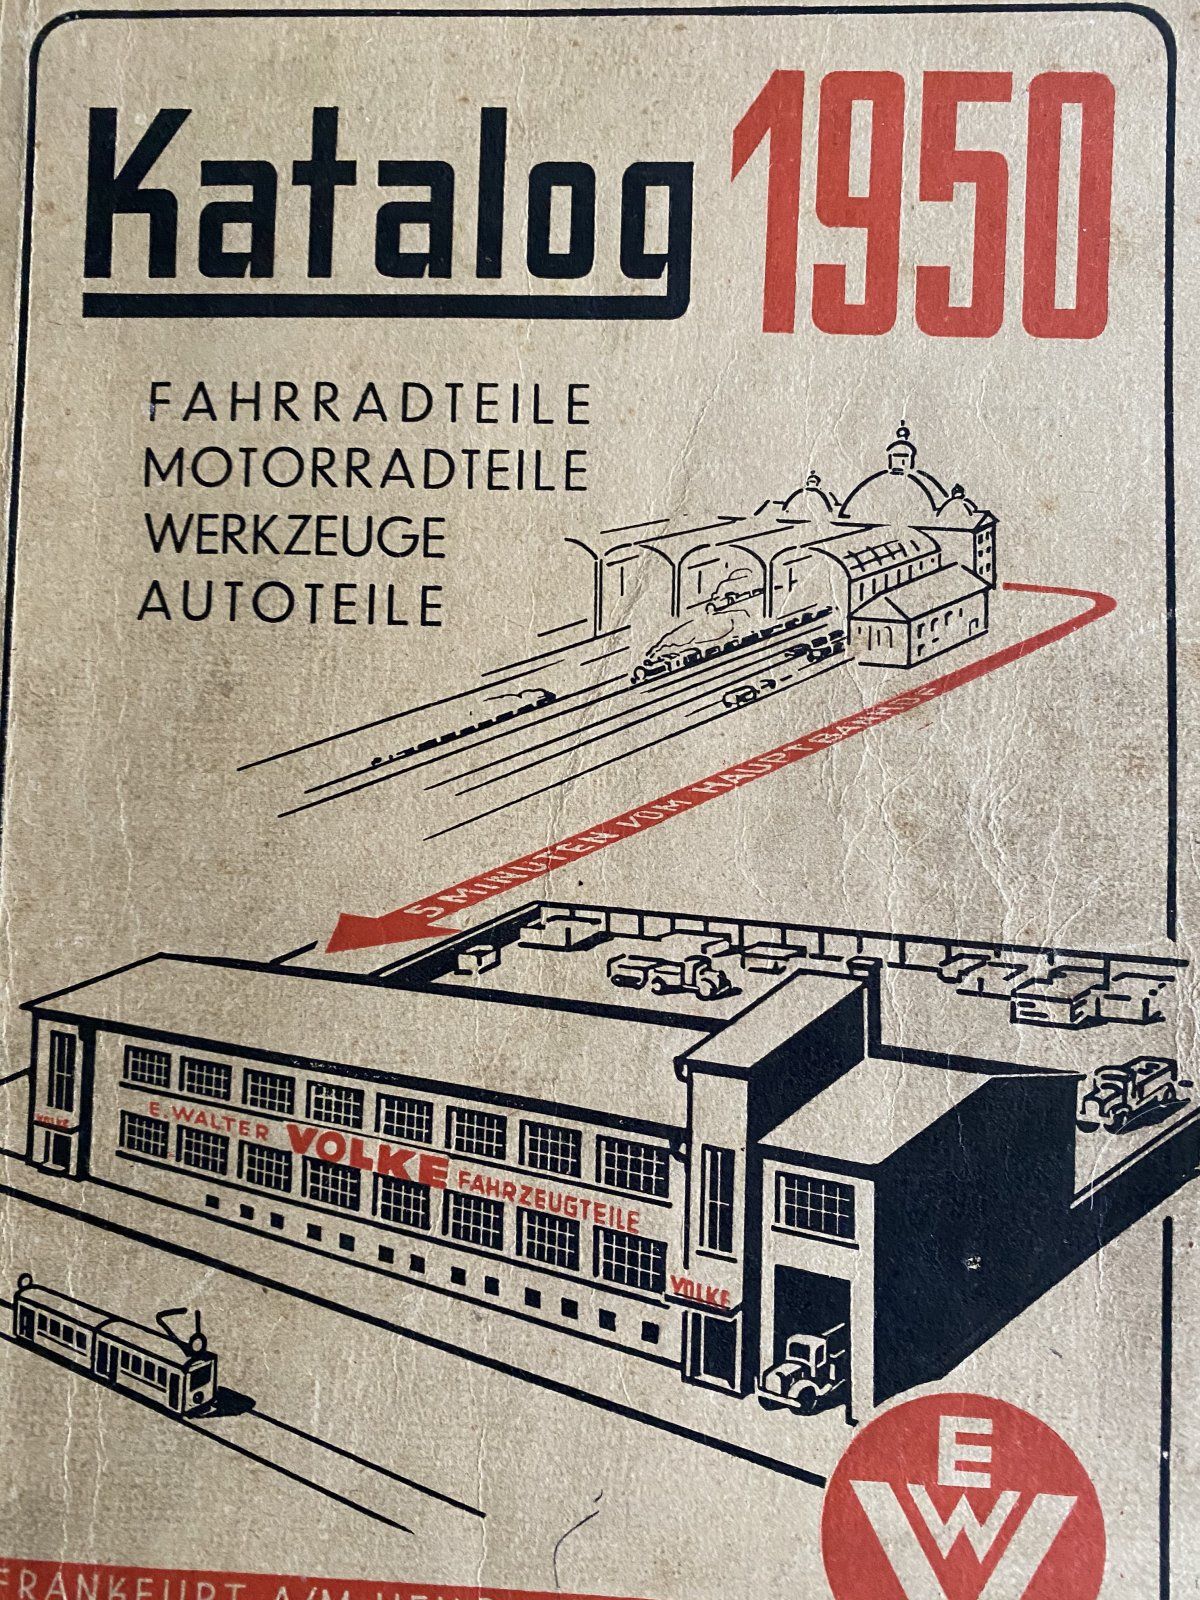 Katalog 1950
FAHRRADTEILE
MOTORRADTEILE
WERKZEUGE
AUTOTEILE
5 MINUTEN VOM HAUPTBAHNHOF
E. WALTER VOLKE FAHRZEUGTEILE
VOLKE
VOLKE
E
W
V
FRANKFURT A/M